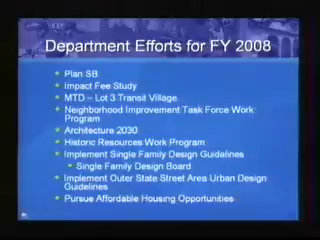 Department Efforts for FY 2008
Plan SB
Impact Fee Study
MTD – Lot 3 Transit Village
Neighborhood Improvement Task Force Work
Program
Architecture 2030
Historic Resources Work Program
Implement Single Family Design Guidelines
Single Family Design Board
Implement Outer State Street Area Urban Design
Guidelines
Pursue Affordable Housing Opportunities